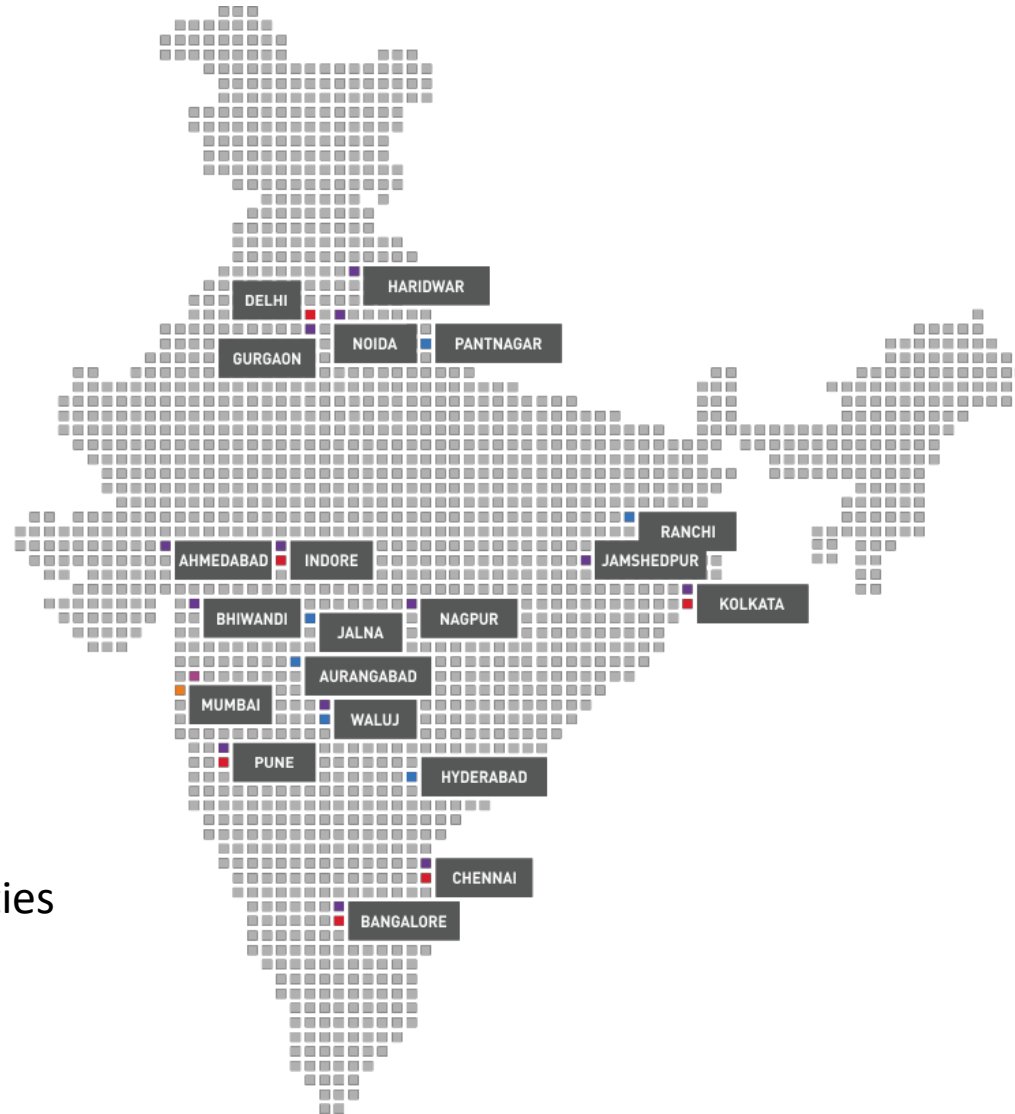 HARIDWAR
DELHI
NOIDA
PANTNAGAR
GURGAON
RANCHI
AHMEDABAD
INDORE
JAMSHEDPUR
KOLKATA
BHIWANDI
NAGPUR
JALNA
AURANGABAD
MUMBAI
WALUJ
PUNE
HYDERABAD
CHENNAI
ies
BANGALORE